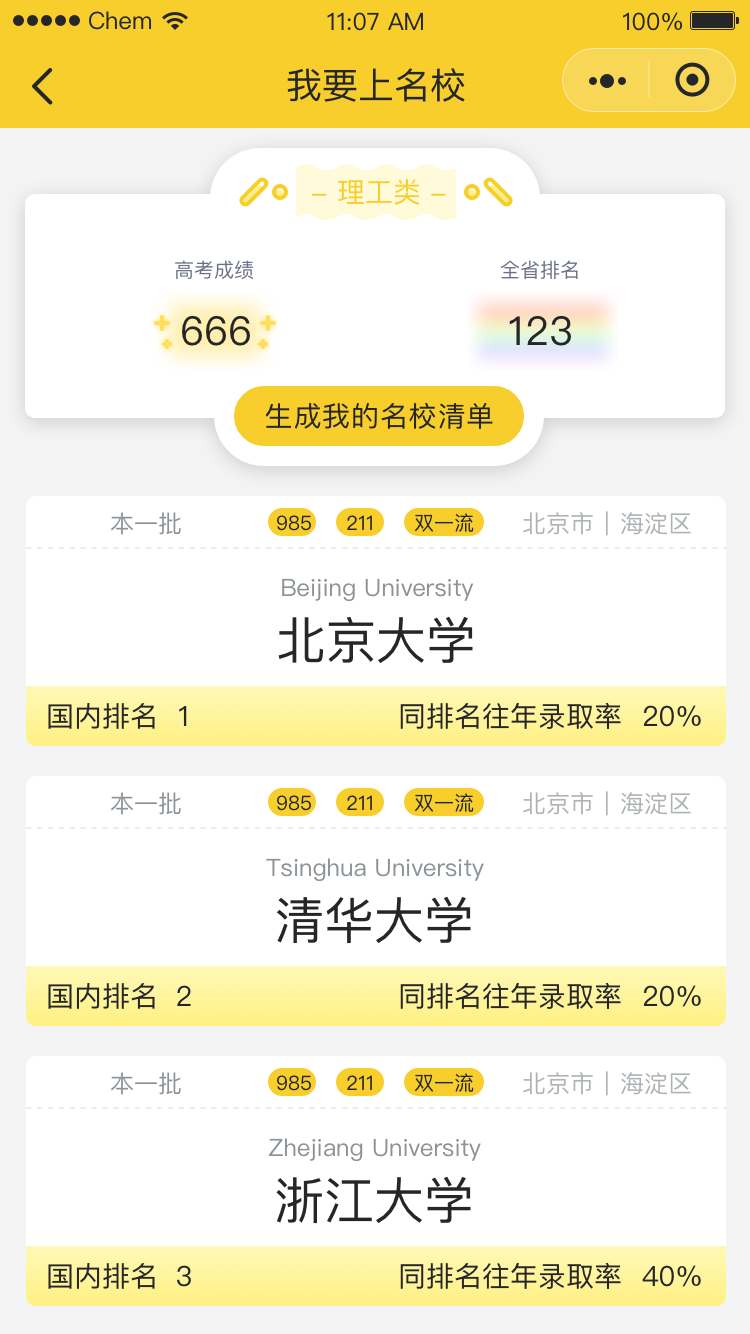 Chem 11:07 AM 100%
我要上名校
– 理工类 –
高考成绩 全省排名
666 123
生成我的名校清单
本一批 985 211 双一流 北京市｜海淀区
Beijing University
北京大学
国内排名 1 同排名往年录取率 20%
本一批 985 211 双一流 北京市｜海淀区
Tsinghua University
清华大学
国内排名 2 同排名往年录取率 20%
本一批 985 211 双一流 北京市｜海淀区
Zhejiang University
浙江大学
国内排名 3 同排名往年录取率 40%